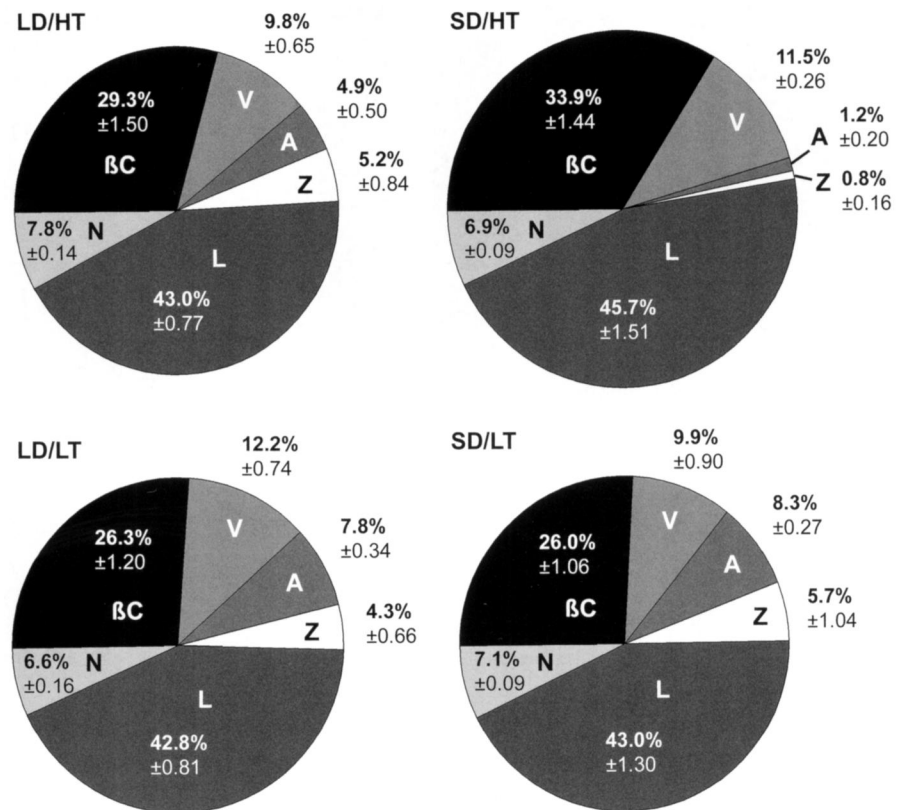 LD/HT
9.8%
±0.65
4.9%
±0.50
5.2%
±0.84
29.3%
±1.50
ßC
V
A
Z
7.8%
±0.14
N
L
43.0%
±0.77
SD/HT
11.5%
±0.26
1.2%
±0.20
0.8%
±0.16
33.9%
±1.44
ßC
V
A
Z
6.9%
±0.09
N
L
45.7%
±1.51
LD/LT
12.2%
±0.74
7.8%
±0.34
4.3%
±0.66
26.3%
±1.20
ßC
V
A
Z
6.6%
±0.16
N
L
42.8%
±0.81
SD/LT
9.9%
±0.90
8.3%
±0.27
5.7%
±1.04
26.0%
±1.06
ßC
V
A
Z
7.1%
±0.09
N
L
43.0%
±1.30